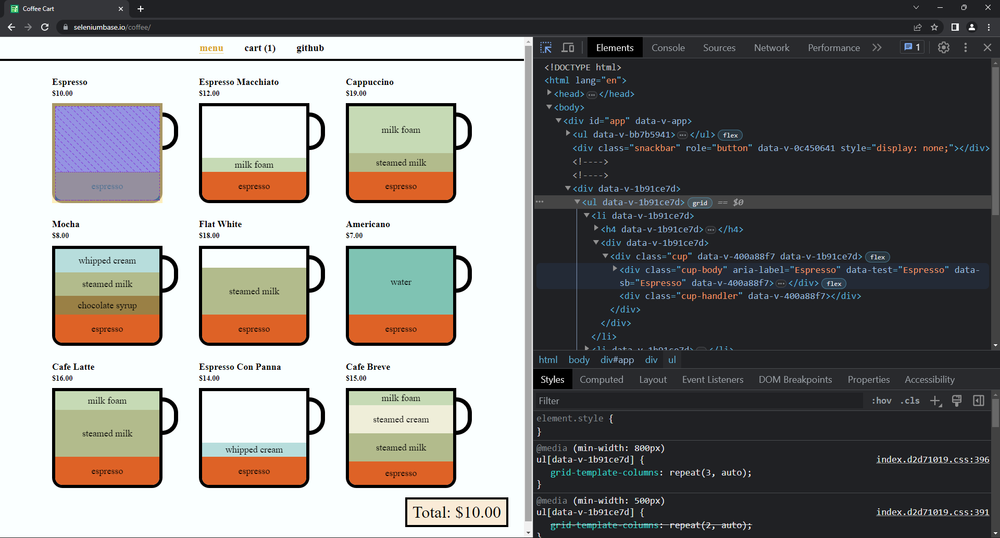 Coffee Cart
seleniumbase.io/coffee/
menu cart (1) github
Espresso
$10.00
espresso
Espresso Macchiato
$12.00
milk foam
espresso
Cappuccino
$19.00
milk foam
steamed milk
espresso
Mocha
$8.00
whipped cream
steamed milk
chocolate syrup
espresso
Flat White
$18.00
steamed milk
espresso
Americano
$7.00
water
espresso
Cafe Latte
$16.00
milk foam
steamed milk
espresso
Espresso Con Panna
$14.00
whipped cream
espresso
Cafe Breve
$15.00
milk foam
steamed cream
steamed milk
espresso
Total: $10.00
Elements Console Sources Network Performance 1
<!DOCTYPE html>
<html lang="en">
<head>…</head>
<body>
<div id="app" data-v-app>
<ul data-v-bb7b5941>…</ul> flex
<div class="snackbar" role="button" data-v-0c450641 style="display: none;"></div>
<!---->
<!---->
<div data-v-1b91ce7d>
… <ul data-v-1b91ce7d> grid == $0
<li data-v-1b91ce7d>
<h4 data-v-1b91ce7d>…</h4>
<div data-v-1b91ce7d>
<div class="cup" data-v-400a88f7 data-v-1b91ce7d> flex
<div class="cup-body" aria-label="Espresso" data-test="Espresso" data-
sb="Espresso" data-v-400a88f7>…</div> flex
<div class="cup-handler" data-v-400a88f7></div>
</div>
</div>
</li>
<li data-v-1b91ce7d>…</li>
html body div#app div ul
Styles Computed Layout Event Listeners DOM Breakpoints Properties Accessibility
Filter :hov .cls
element.style {
}
@media (min-width: 800px)
ul[data-v-1b91ce7d] { index.d2d71019.css:396
grid-template-columns: repeat(3, auto);
}
@media (min-width: 500px)
ul[data-v-1b91ce7d] { index.d2d71019.css:391
grid-template-columns: repeat(2, auto);
}